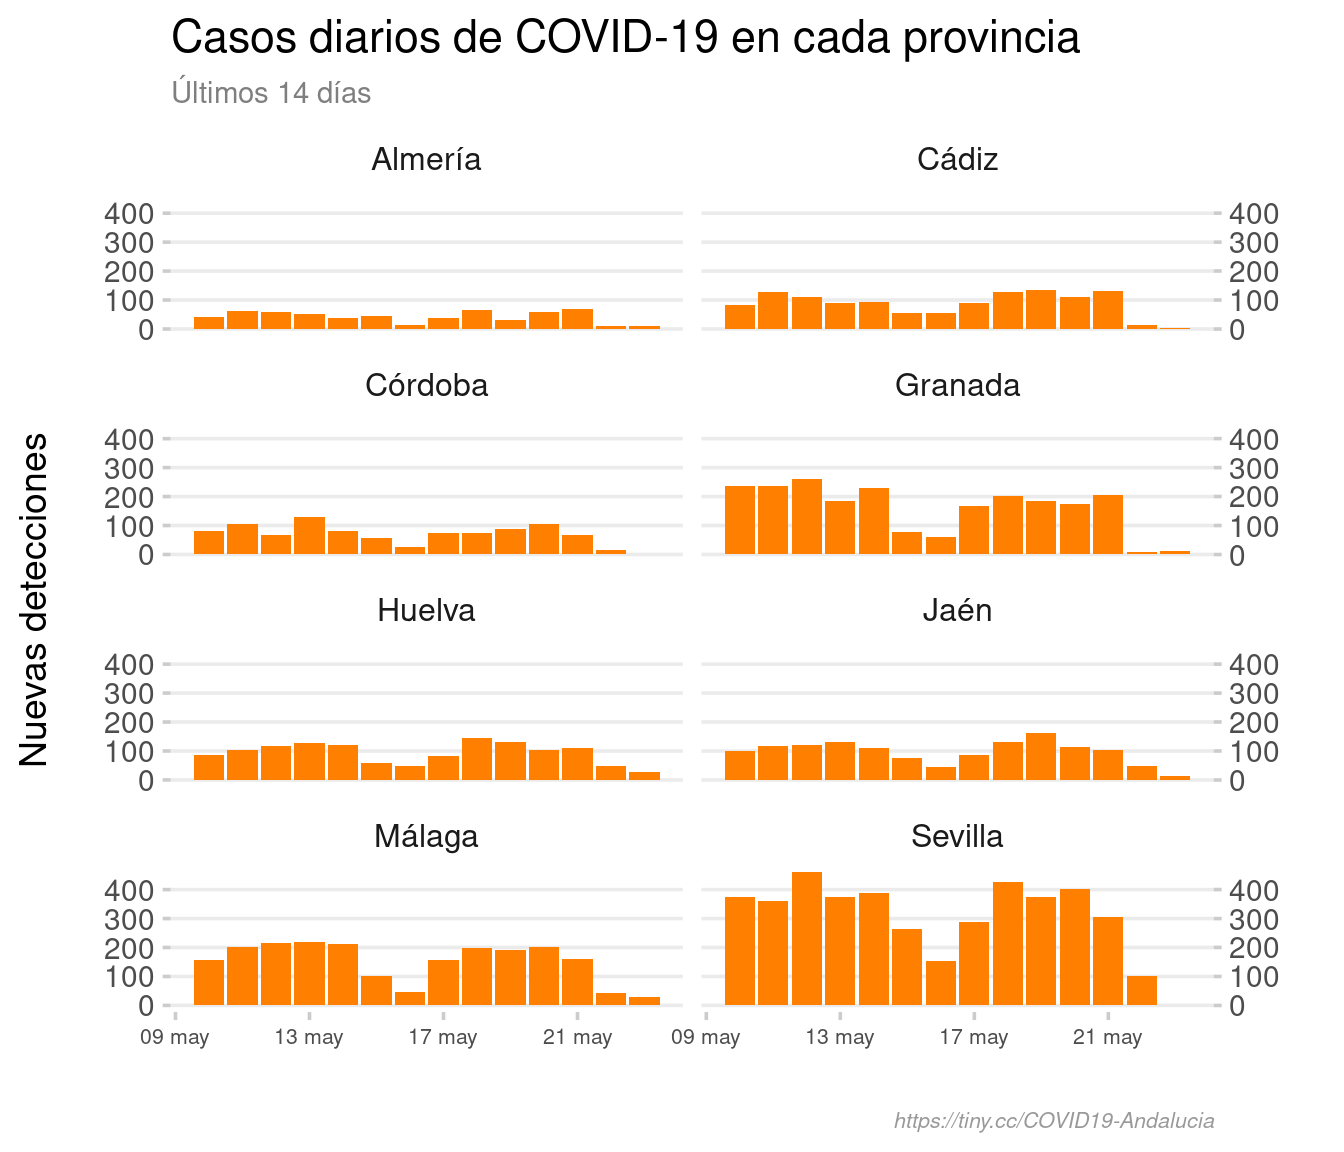 Casos diarios de COVID-19 en cada provincia
Últimos 14 días
Almería
Cádiz
400
300
200
100
0
400
300
200
100
0
Córdoba
Granada
400
300
200
100
0
400
300
200
100
0
Huelva
Jaén
400
300
200
100
0
400
300
200
100
0
Málaga
Sevilla
400
300
200
100
0
400
300
200
100
0
09 may 13 may 17 may 21 may
09 may 13 may 17 may 21 may
Nuevas detecciones
https://tiny.cc/COVID19-Andalucia